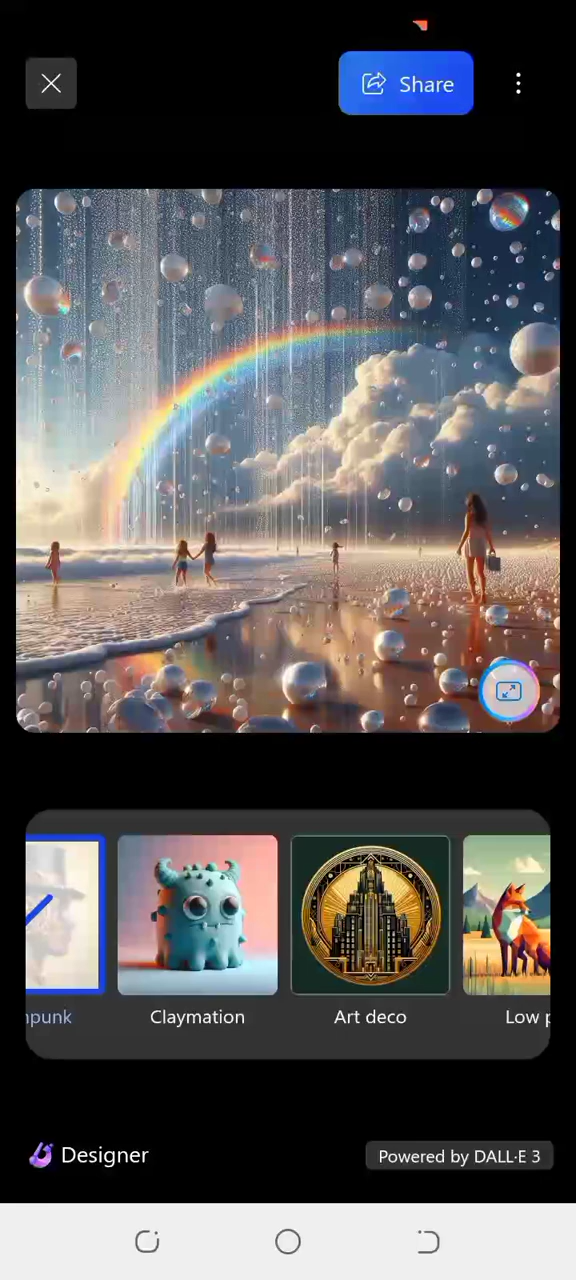 Share
npunk
Claymation
Art deco
Low p
Designer
Powered by DALL·E 3